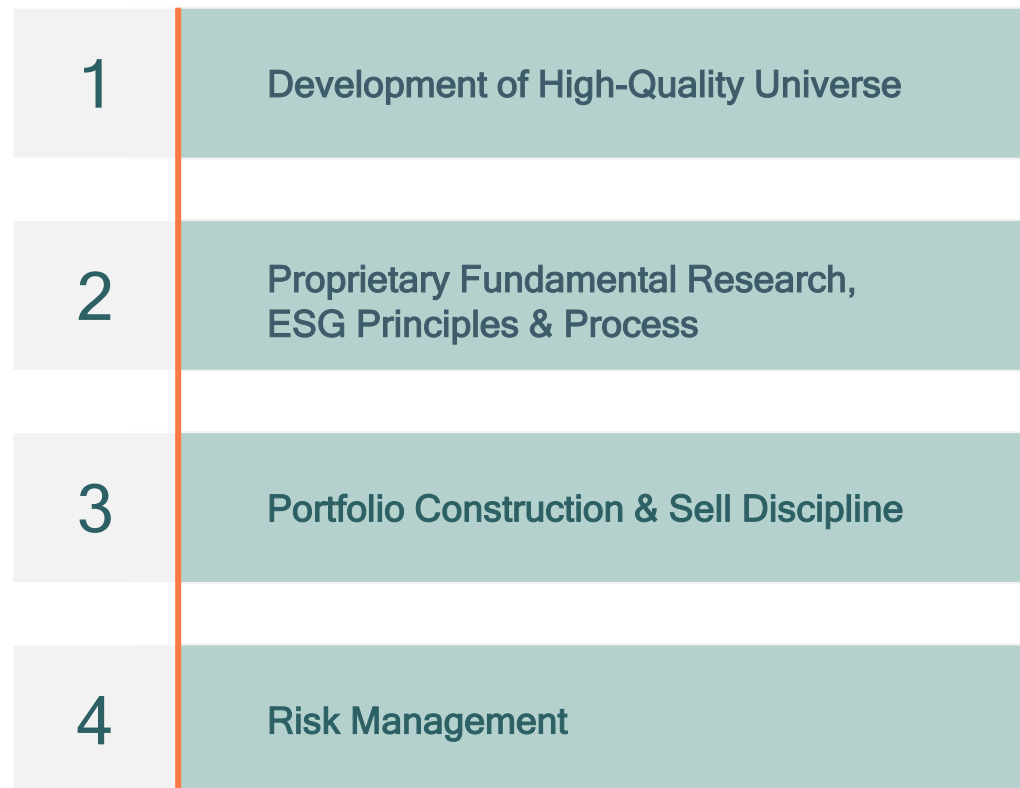 1
Development of High-Quality Universe
2
Proprietary Fundamental Research,
ESG Principles & Process
3
Portfolio Construction & Sell Discipline
4
Risk Management